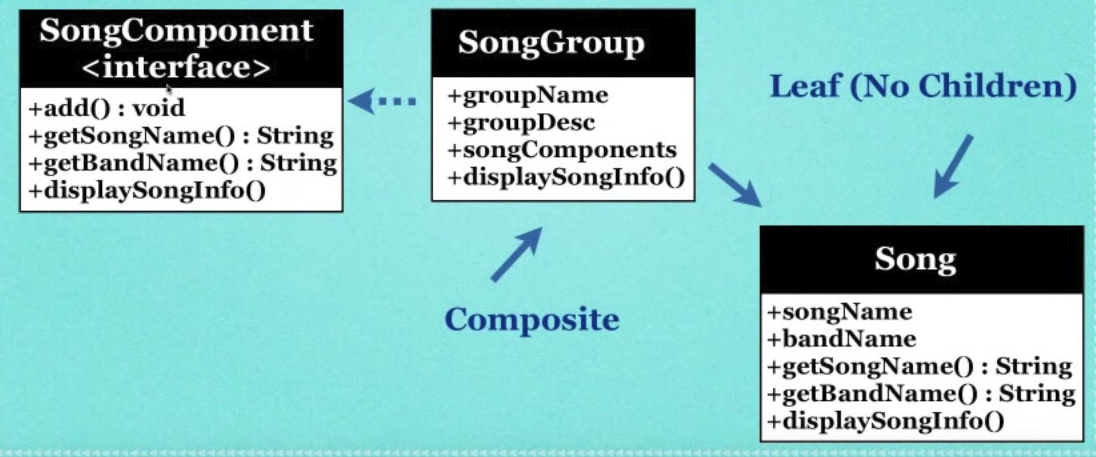 SongComponent
<interface>
+add() : void
+getSongName() : String
+getBandName() : String
+displaySongInfo()
SongGroup
+groupName
+groupDesc
+songComponents
+displaySongInfo()
Leaf (No Children)
Composite
Song
+songName
+bandName
+getSongName() : String
+getBandName() : String
+displaySongInfo()